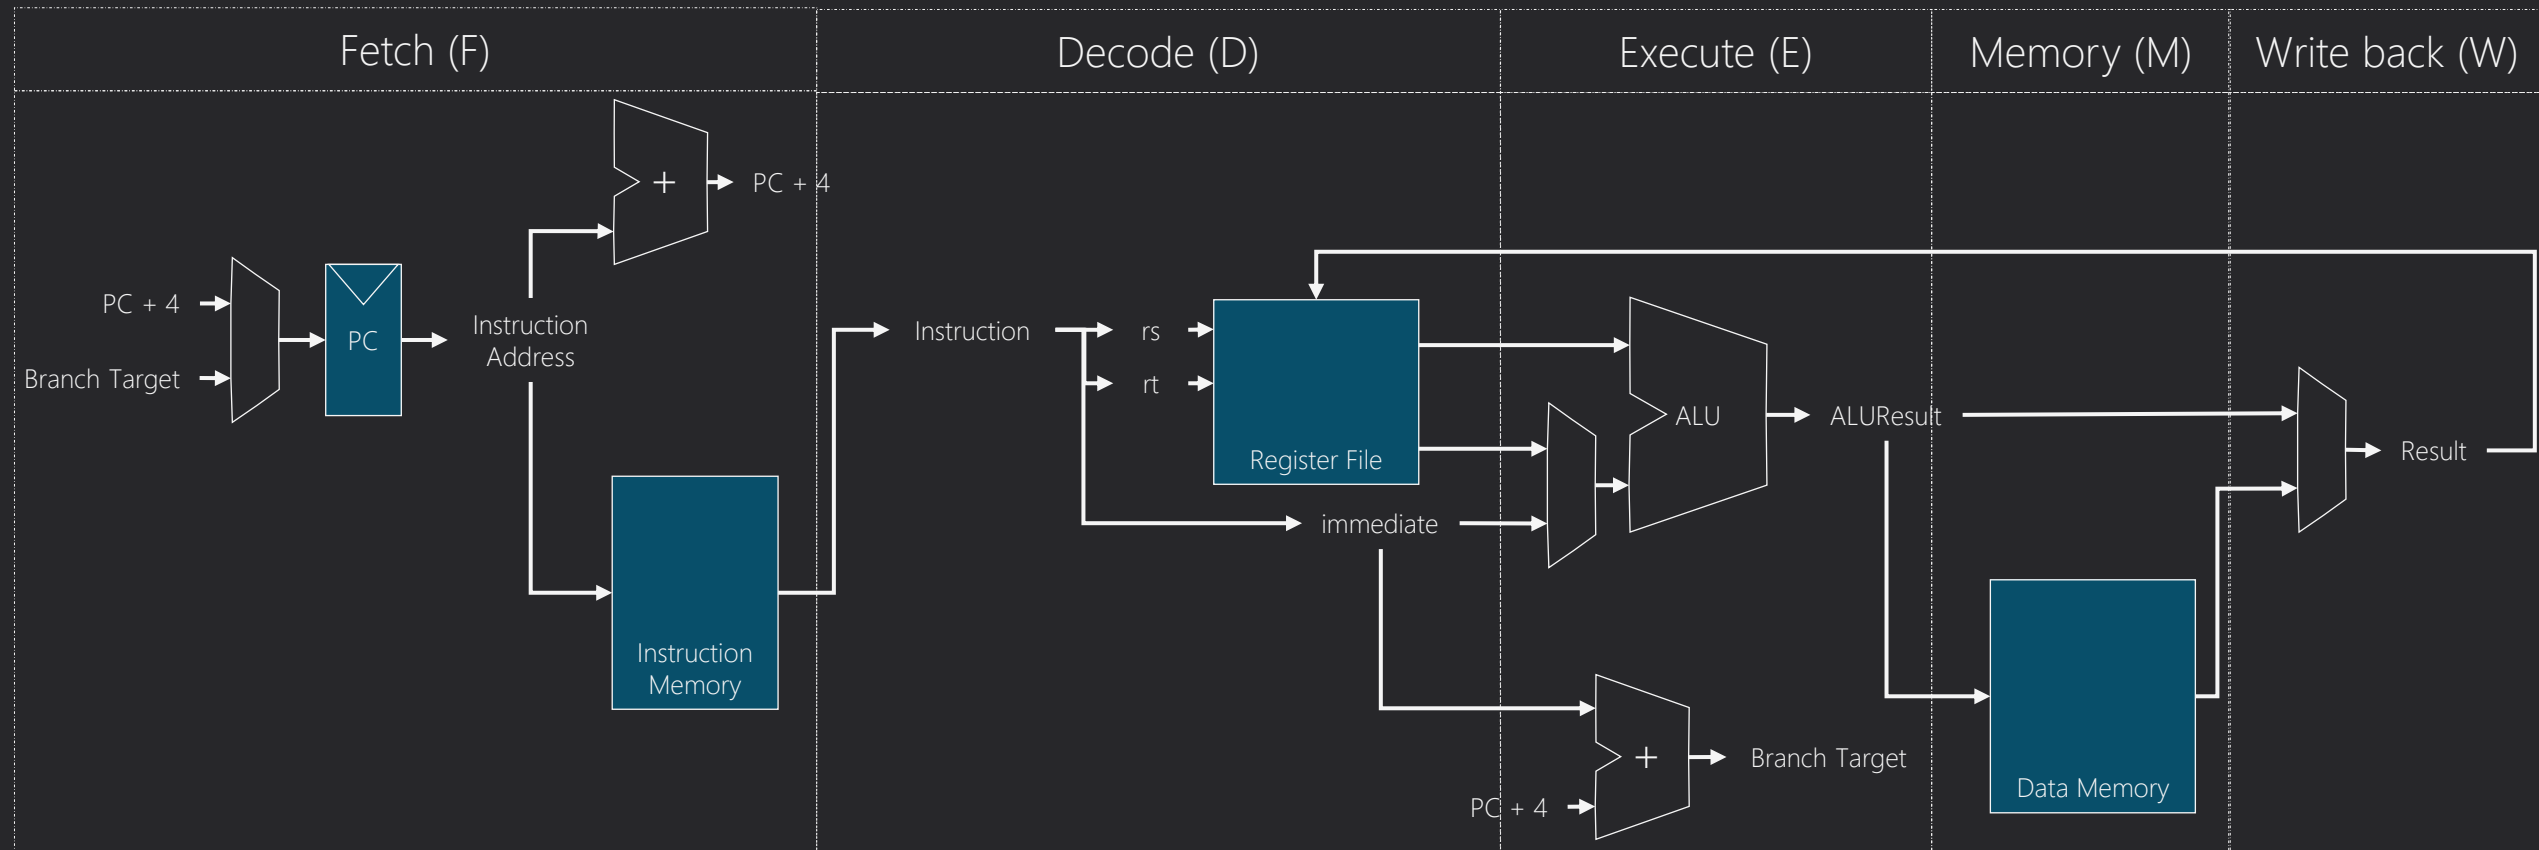 Fetch (F)
Decode (D)
Execute (E)
Memory (M)
Write back (W)
+
PC + 4
PC + 4
Branch Target
PC
Instruction
Address
Instruction
Memory
Instruction
rs
rt
Register File
immediate
ALU
ALUResult
+
PC + 4
Branch Target
Data Memory
Result